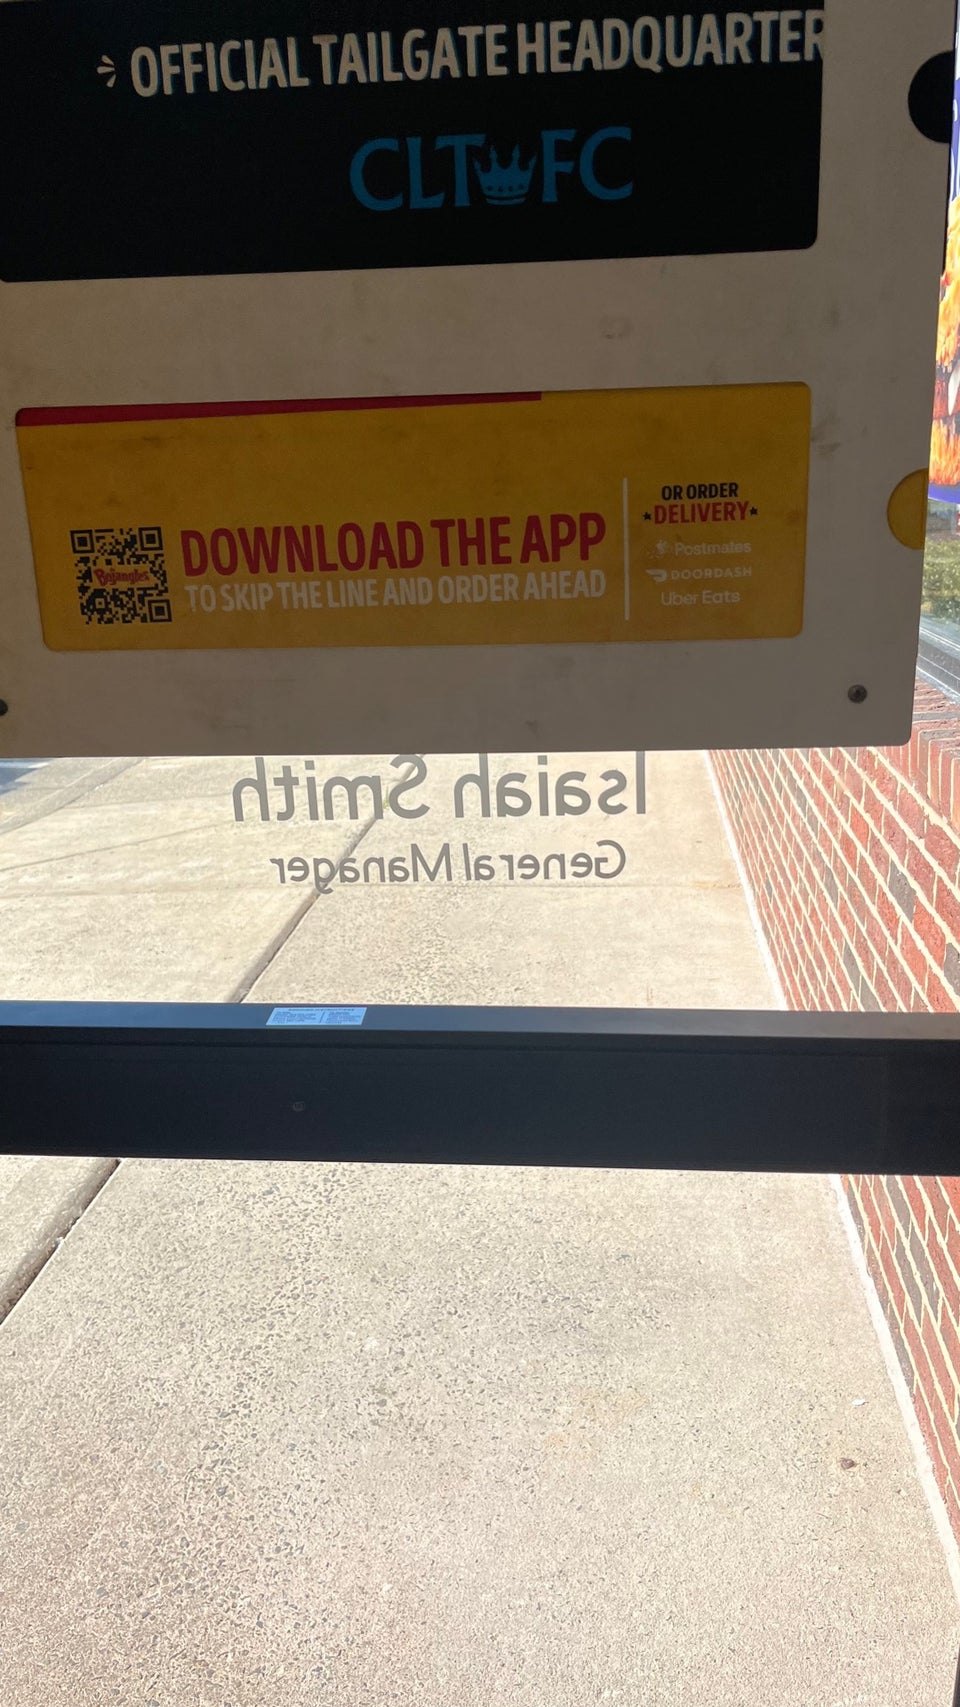 OFFICIAL TAILGATE HEADQUARTER
CLT FC
Bojangles
DOWNLOAD THE APP
TO SKIP THE LINE AND ORDER AHEAD
OR ORDER
DELIVERY
Postmates
DOORDASH
Uber Eats
Isaiah Smith
General Manager